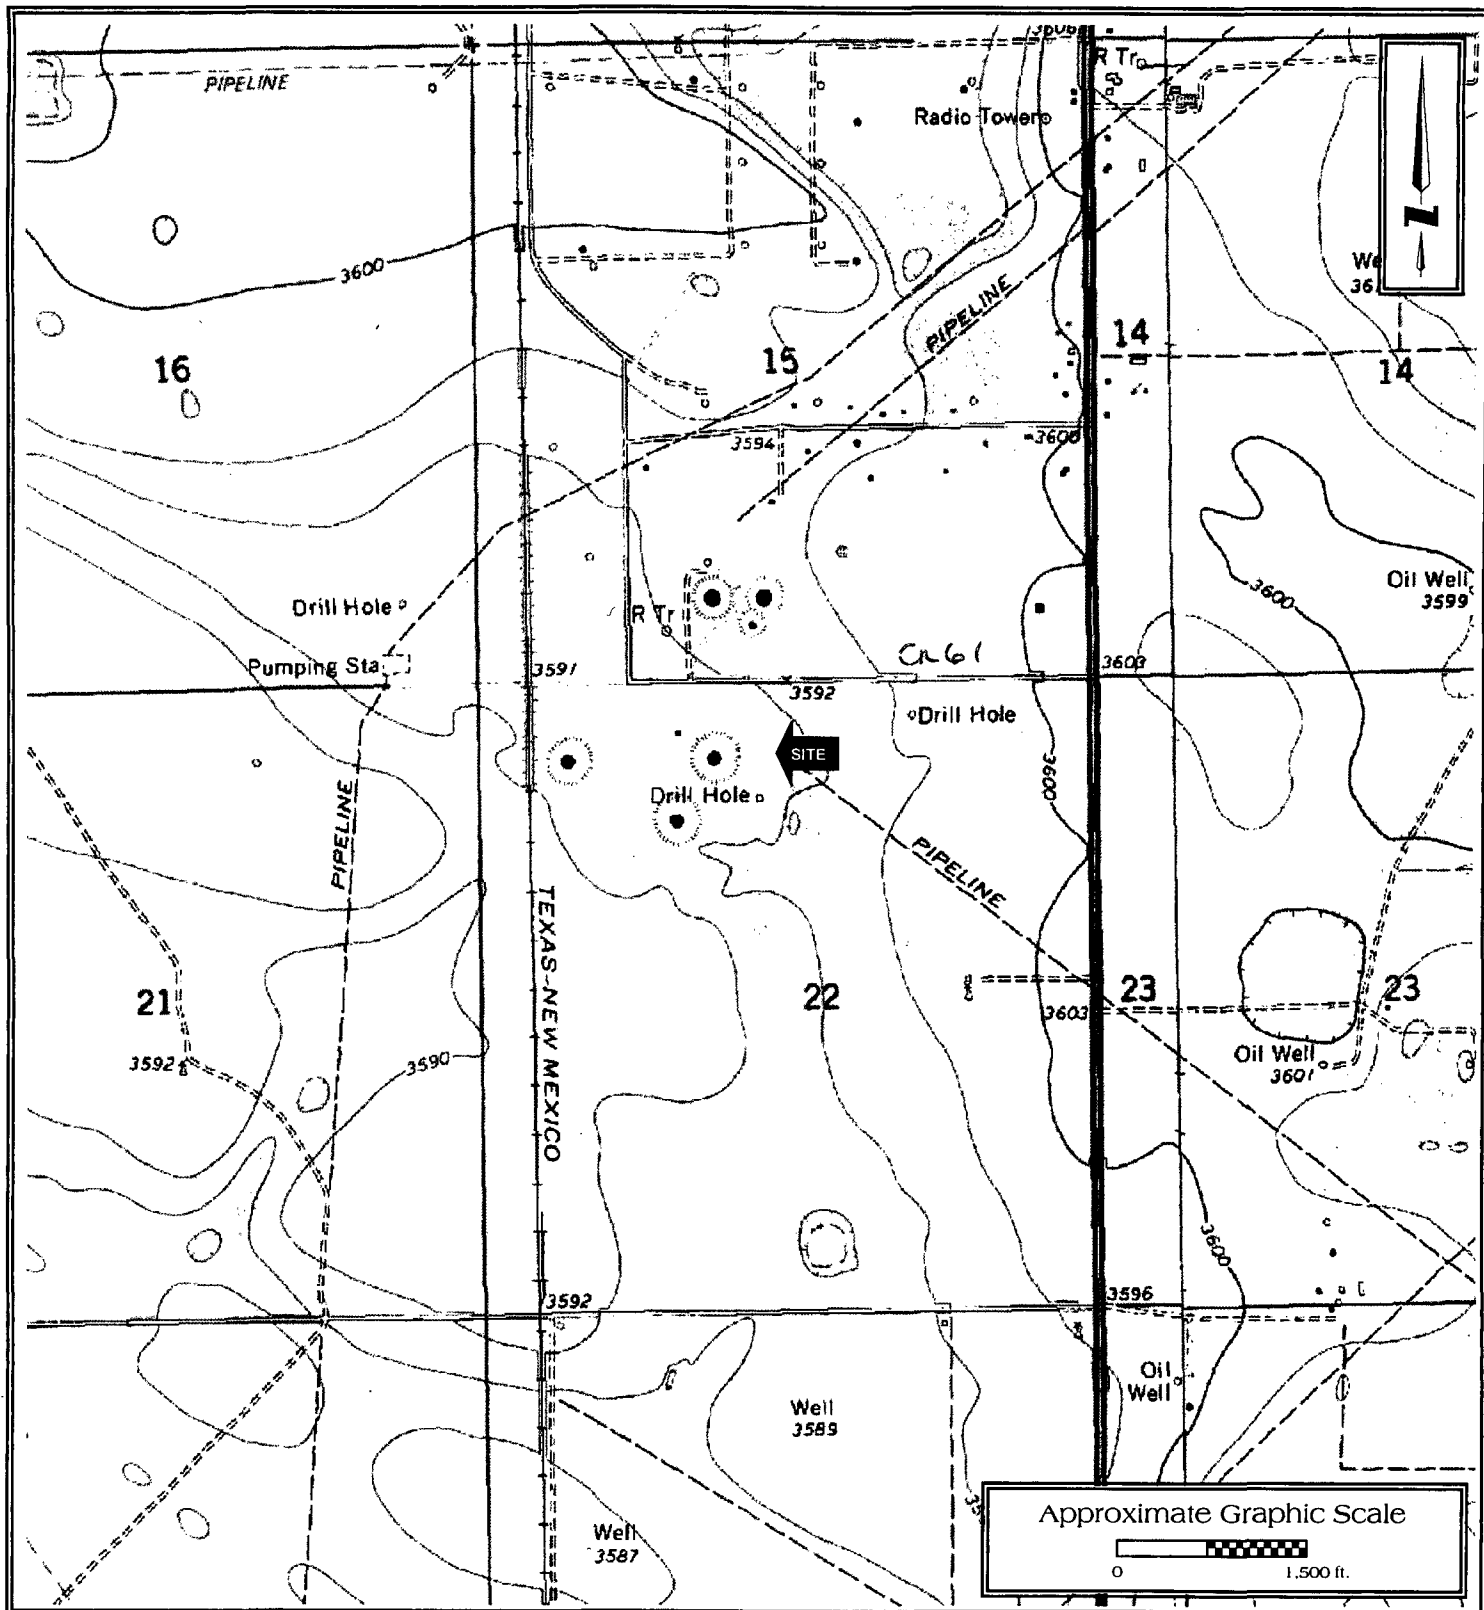 3606
R Tr
PIPELINE
Radio Tower
N
3600
PIPELINE
14
16
15
14
3594
3600
Oil Well
3599
3600
Drill Hole
R Tr
CR 61
Pumping Sta
3591
3603
3592
Drill Hole
SITE
3600
Drill Hole
PIPELINE
PIPELINE
TEXAS-NEW MEXICO
21
22
23
23
3603
3592
3590
Oil Well
3601
3600
3592
3596
Oil
Well
Well
3589
Well
3587
Approximate Graphic Scale
0
1,500 ft.